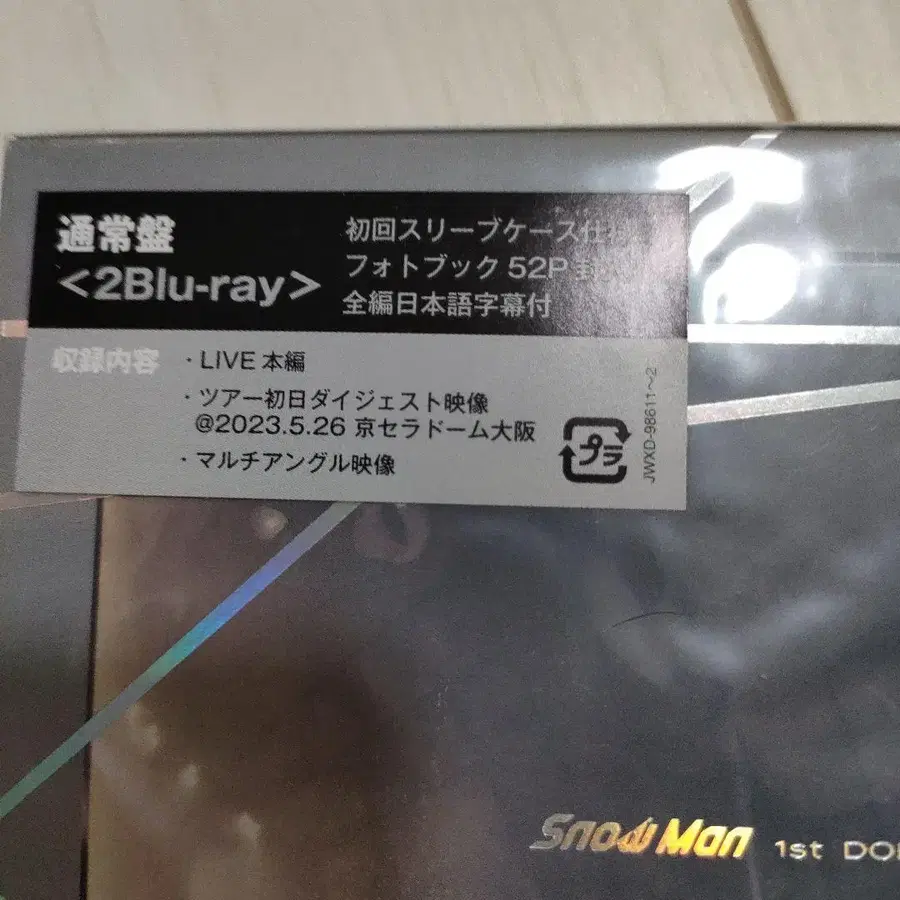 通常盤
<2Blu-ray>
初回スリーブケース仕様
フォトブック 52P
全編日本語字幕付
収録内容
・LIVE 本編
・ツアー初日ダイジェスト映像
@2023.5.26 京セラドーム大阪
・マルチアングル映像
プラ
JWXD-98611～2
Snow Man 1st